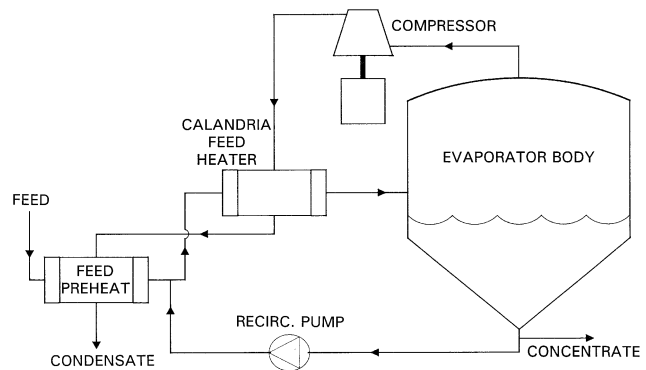 COMPRESSOR
CALANDRIA
FEED
HEATER
EVAPORATOR BODY
FEED
FEED
PREHEAT
RECIRC. PUMP
CONCENTRATE
CONDENSATE